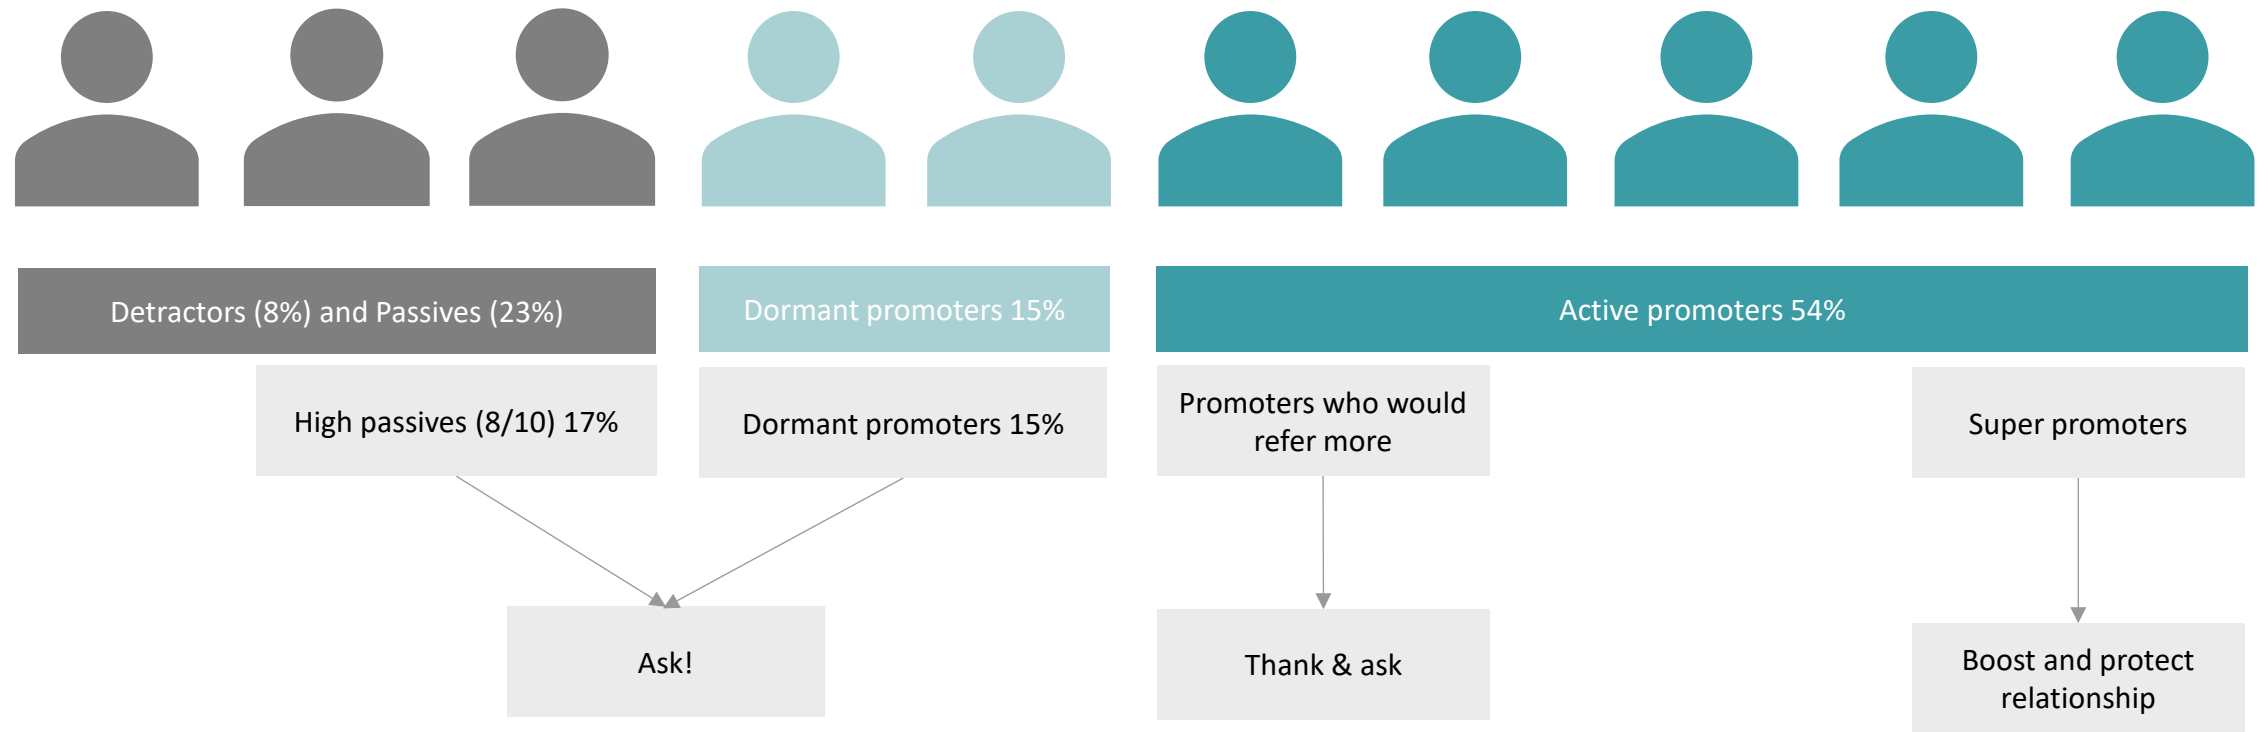 Detractors (8%) and Passives (23%)
Dormant promoters 15%
Active promoters 54%
High passives (8/10) 17%
Dormant promoters 15%
Promoters who would
refer more
Super promoters
Ask!
Thank & ask
Boost and protect
relationship